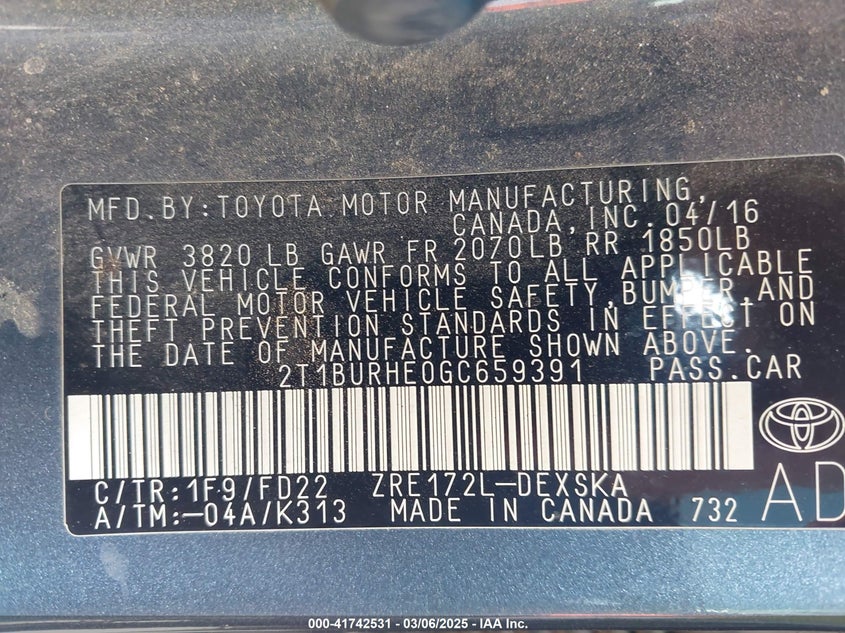 MFD.BY:TOYOTA MOTOR MANUFACTURING,
CANADA,INC.04/16
GVWR 3820 LB GAWR FR 2070LB RR 1850LB
THIS VEHICLE CONFORMS TO ALL APPLICABLE
FEDERAL MOTOR VEHICLE SAFETY,BUMPER,AND
THEFT PREVENTION STANDARDS IN EFFECT ON
THE DATE OF MANUFACTURE SHOWN ABOVE.
2T1BURHE0GC659391 PASS.CAR
C/TR:1F9/FD22 ZRE172L-DEXSKA
A/TM:-04A/K313 MADE IN CANADA 732
AD
000-41742531 - 03/06/2025 - IAA Inc.